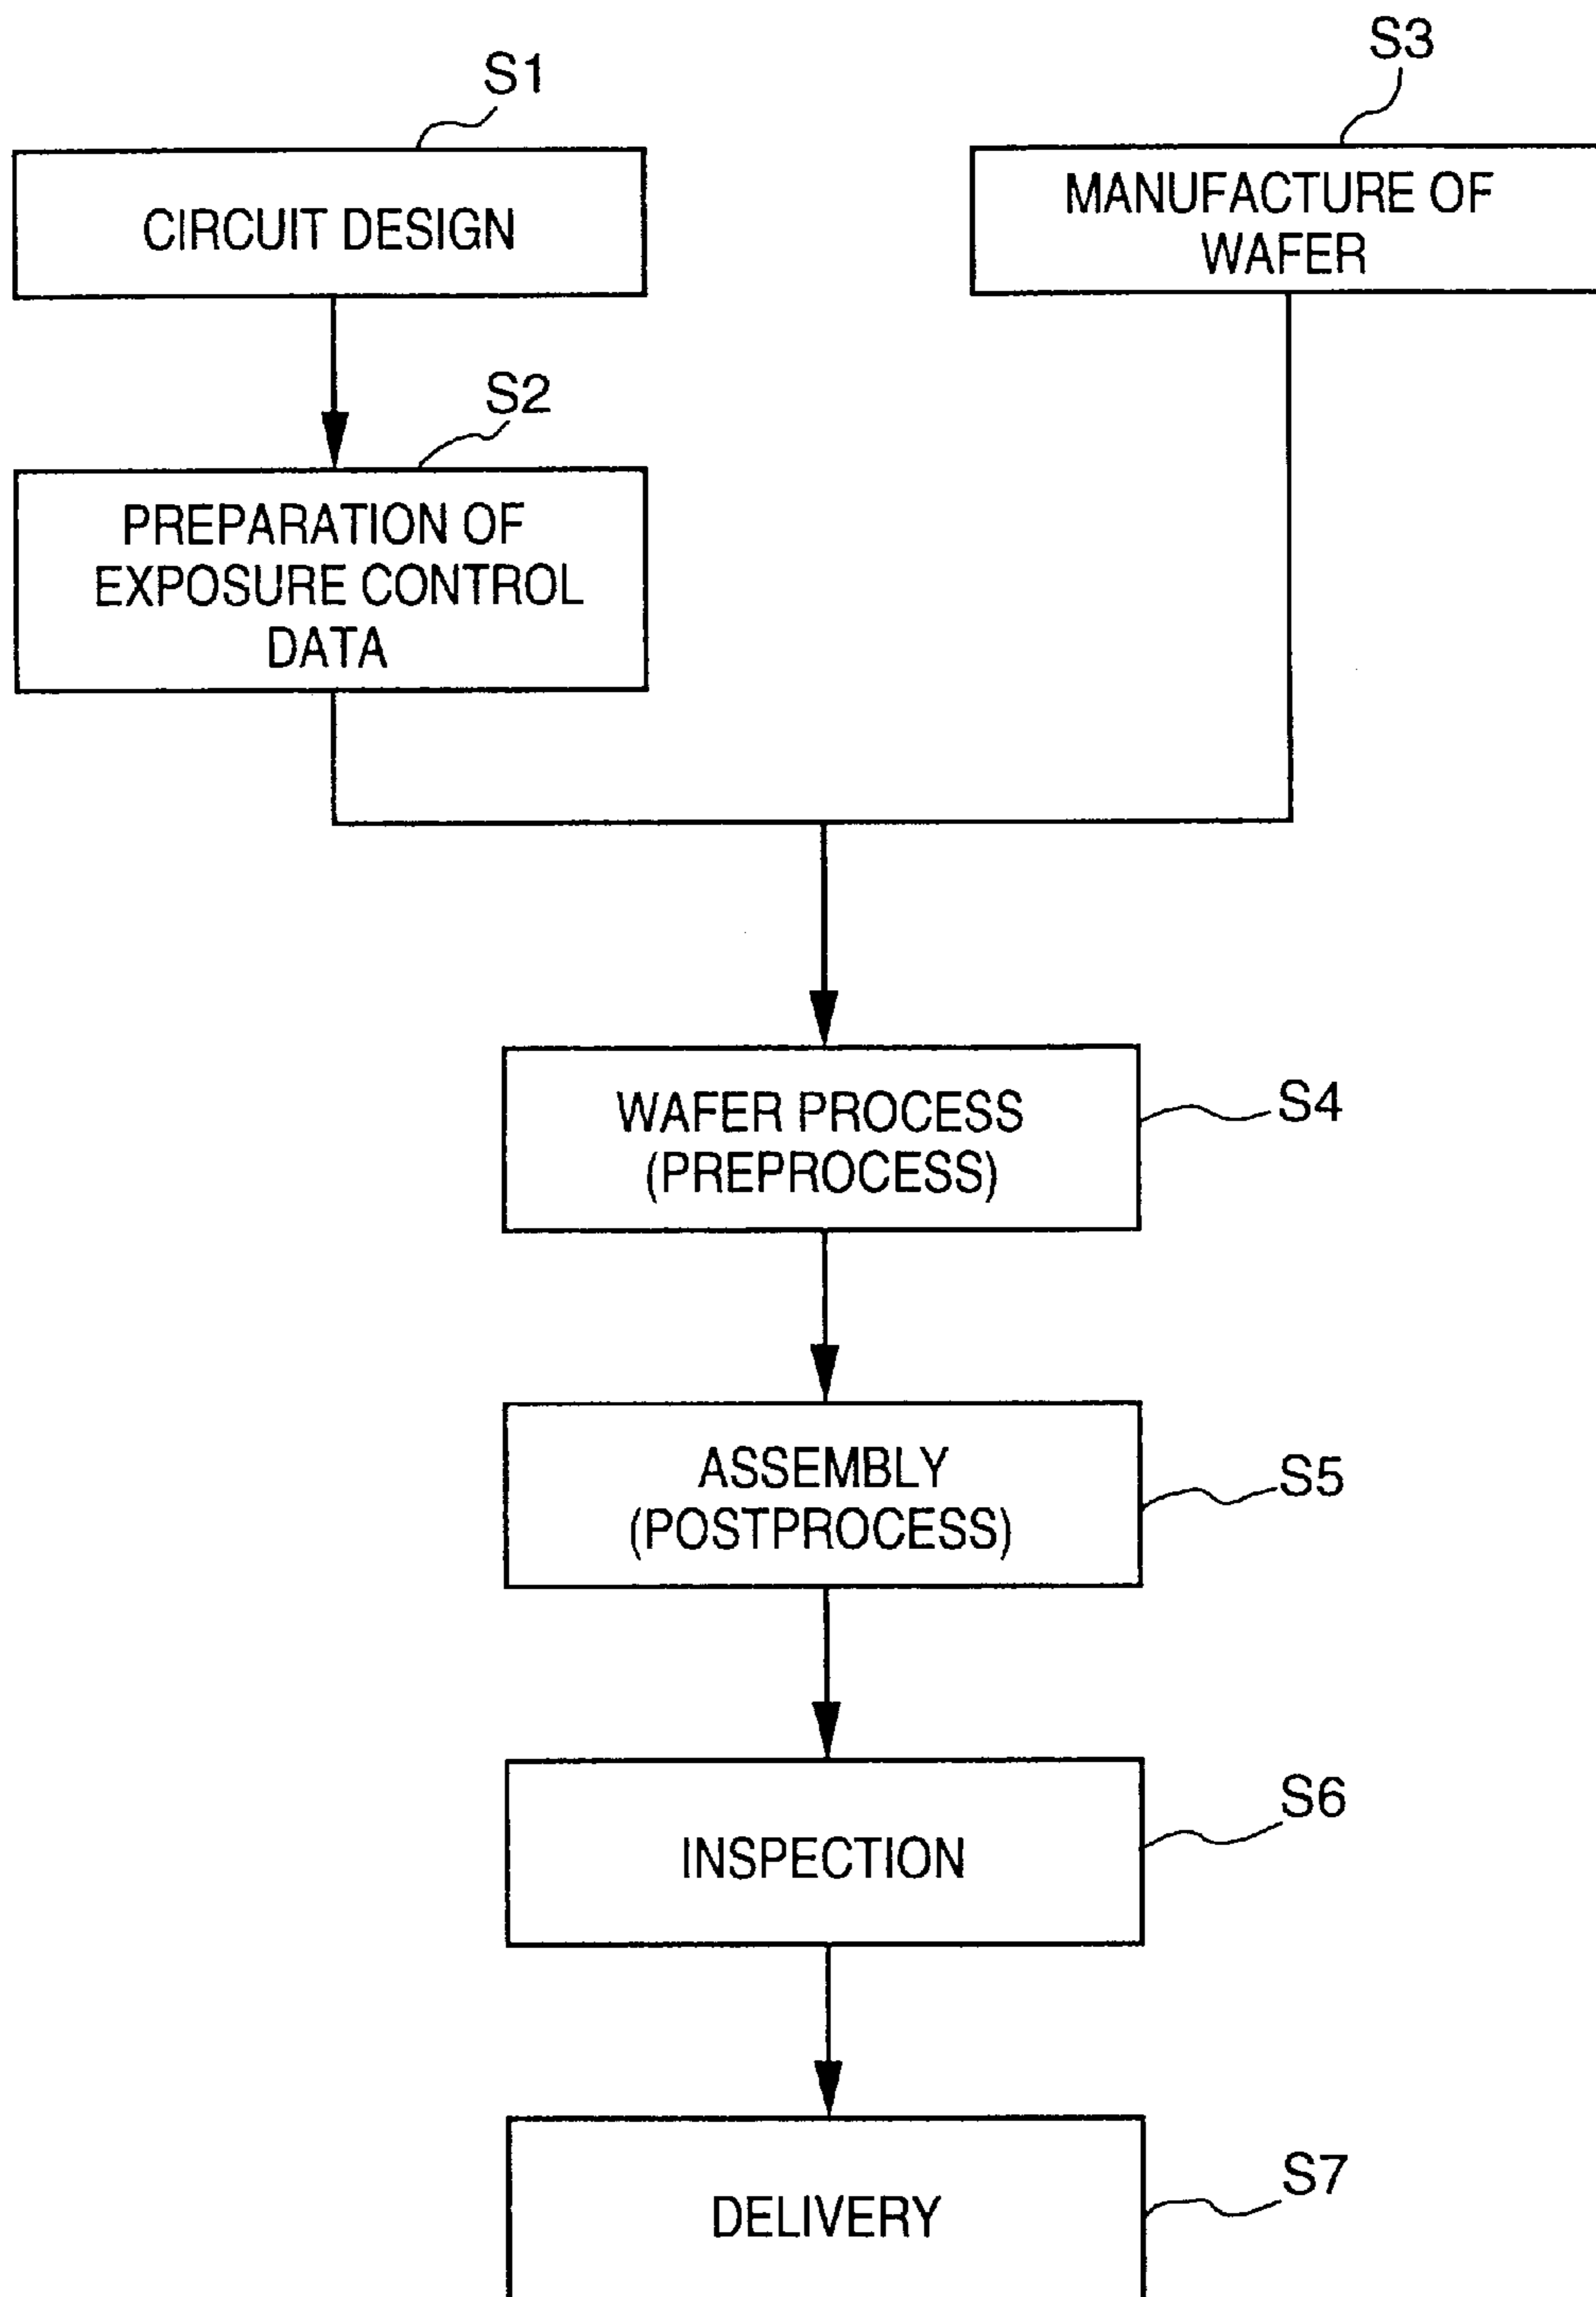 S1
CIRCUIT DESIGN
S3
MANUFACTURE OF
WAFER
S2
PREPARATION OF
EXPOSURE CONTROL
DATA
WAFER PROCESS
(PREPROCESS)
S4
ASSEMBLY
(POSTPROCESS)
S5
INSPECTION
S6
DELIVERY
S7